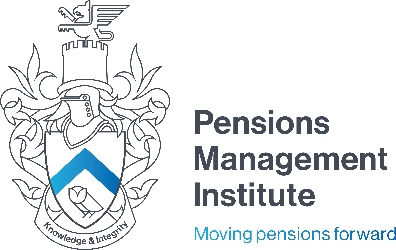 Pensions
Management
Institute
Moving pensions forward
Knowledge & Integrity